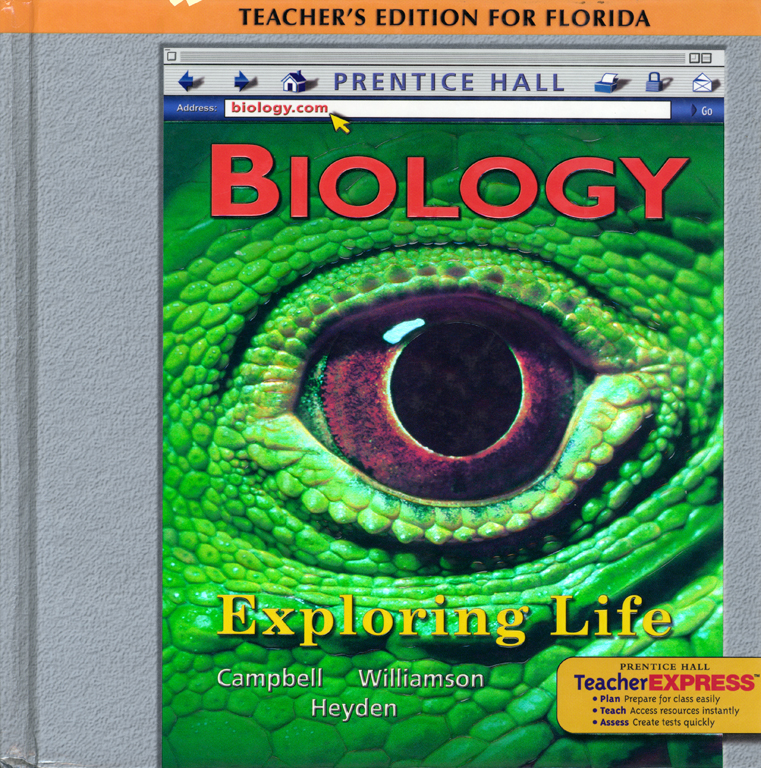 TEACHER'S EDITION FOR FLORIDA
PRENTICE HALL
Address: biology.com Go
BIOLOGY
Exploring Life
Campbell Williamson
Heyden
PRENTICE HALL
TeacherEXPRESS™
• Plan Prepare for class easily
• Teach Access resources instantly
• Assess Create tests quickly